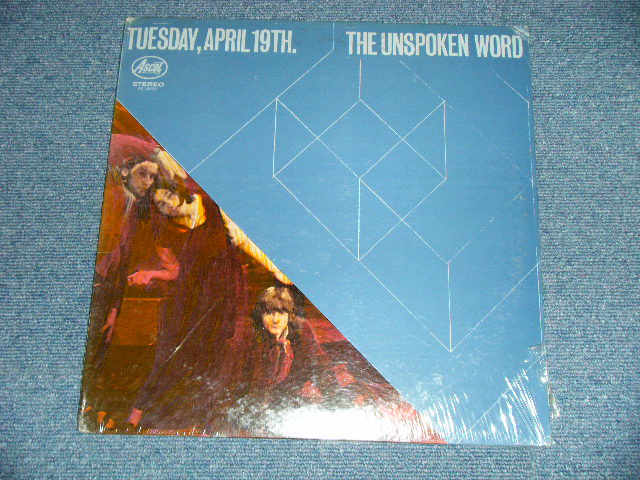 TUESDAY, APRIL 19TH.
THE UNSPOKEN WORD
Ascot
STEREO